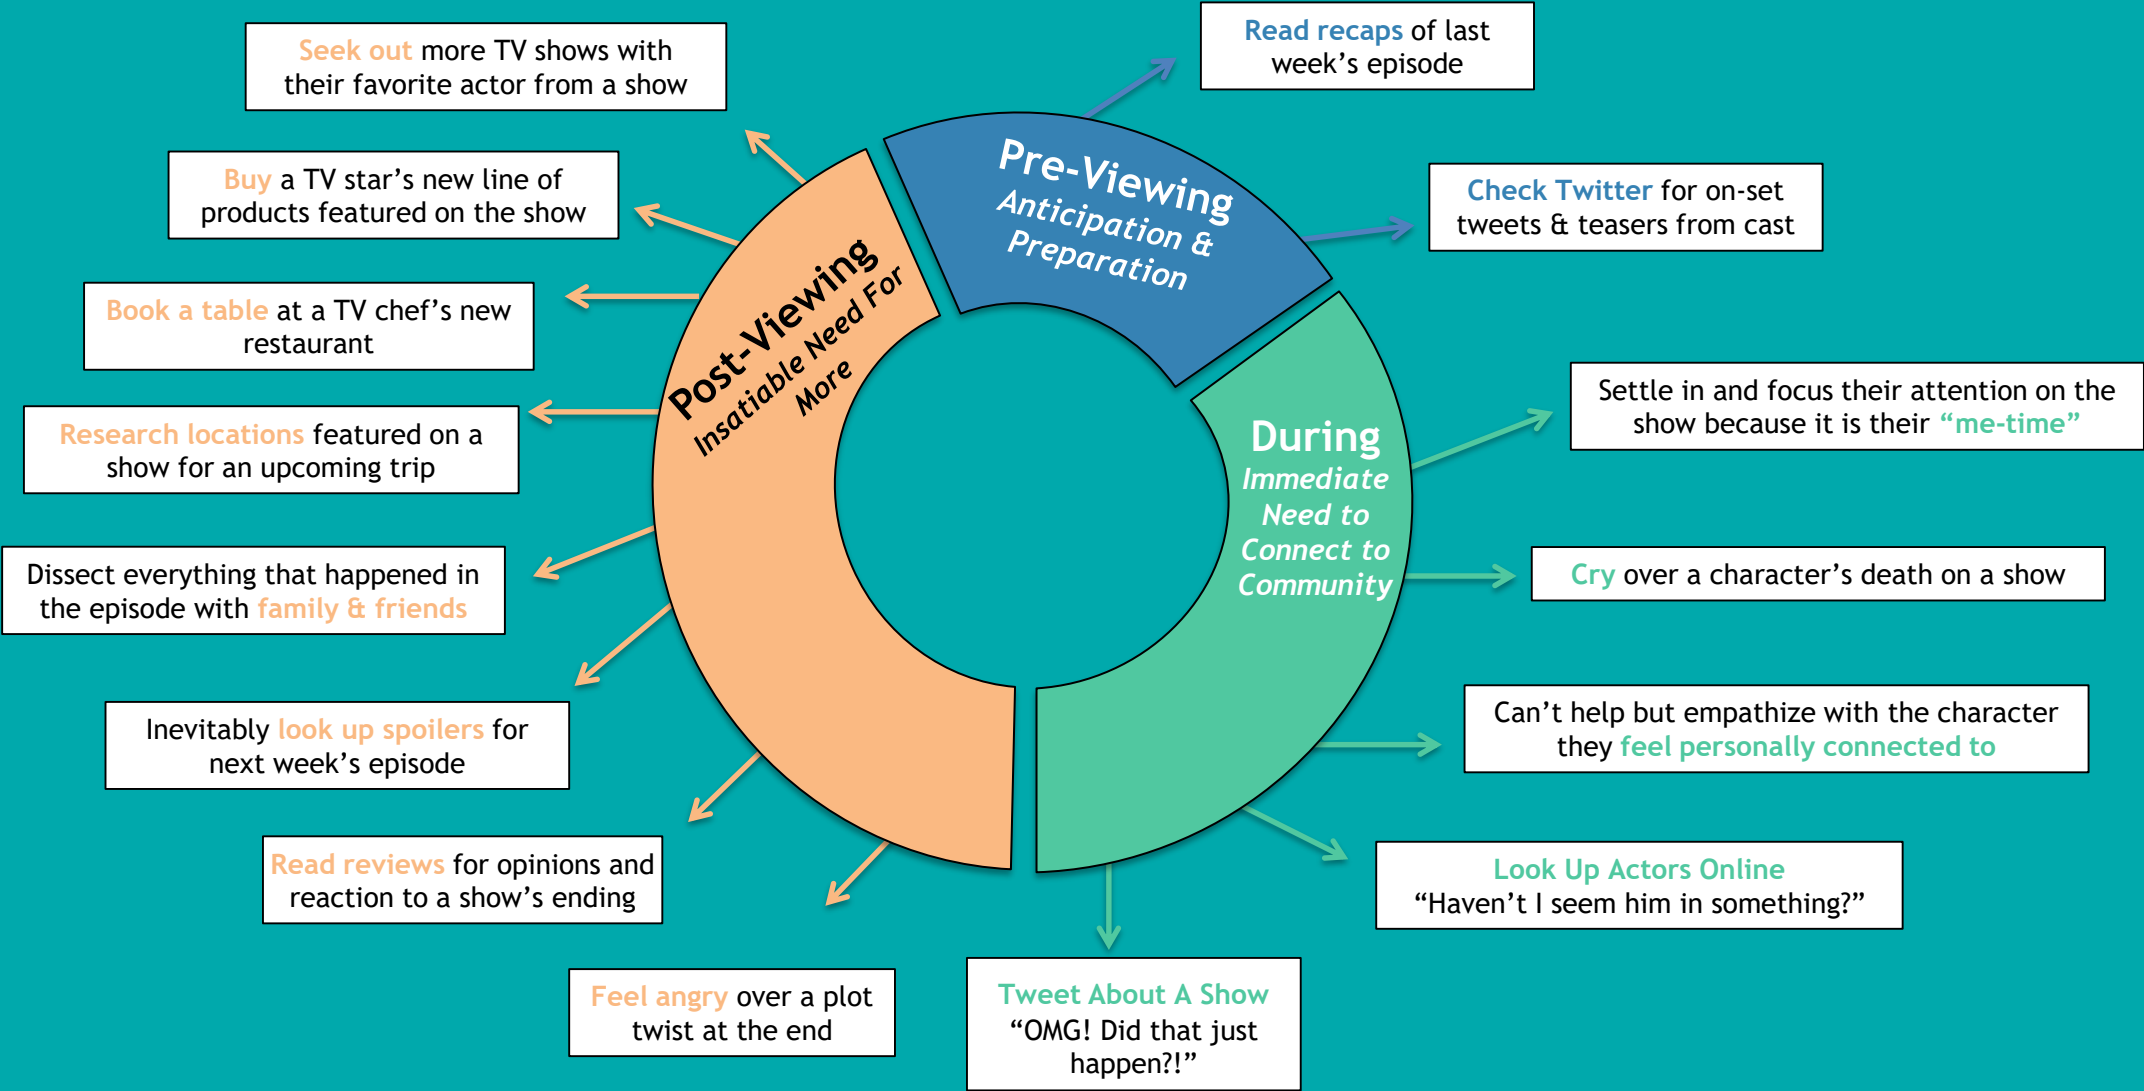 Pre-Viewing
Anticipation &
Preparation
Read recaps of last
week's episode
Check Twitter for on-set
tweets & teasers from cast
During
Immediate
Need to
Connect to
Community
Settle in and focus their attention on the
show because it is their “me-time”
Cry over a character’s death on a show
Can’t help but empathize with the character
they feel personally connected to
Look Up Actors Online
“Haven’t I seem him in something?”
Tweet About A Show
“OMG! Did that just
happen?!”
Post-Viewing
Insatiable Need For
More
Seek out more TV shows with
their favorite actor from a show
Buy a TV star’s new line of
products featured on the show
Book a table at a TV chef’s new
restaurant
Research locations featured on a
show for an upcoming trip
Dissect everything that happened in
the episode with family & friends
Inevitably look up spoilers for
next week’s episode
Read reviews for opinions and
reaction to a show’s ending
Feel angry over a plot
twist at the end